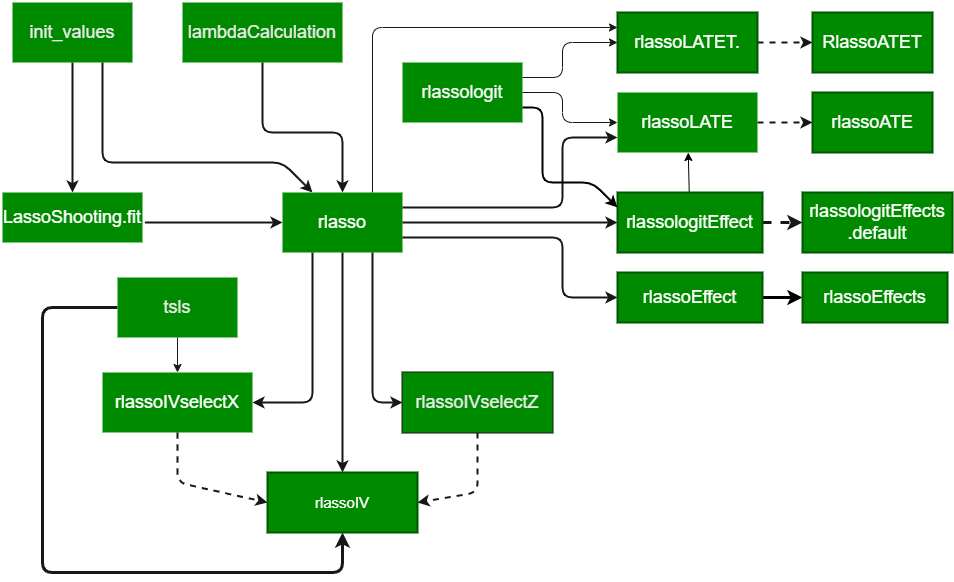 init_values
lambdaCalculation
rlassoLATET.
RlassoATET
rlassologit
rlassoLATE
rlassoATE
LassoShooting.fit
rlasso
rlassologitEffect
rlassologitEffects
.default
tsls
rlassoEffect
rlassoEffects
rlassoIVselectX
rlassoIVselectZ
rlassoIV